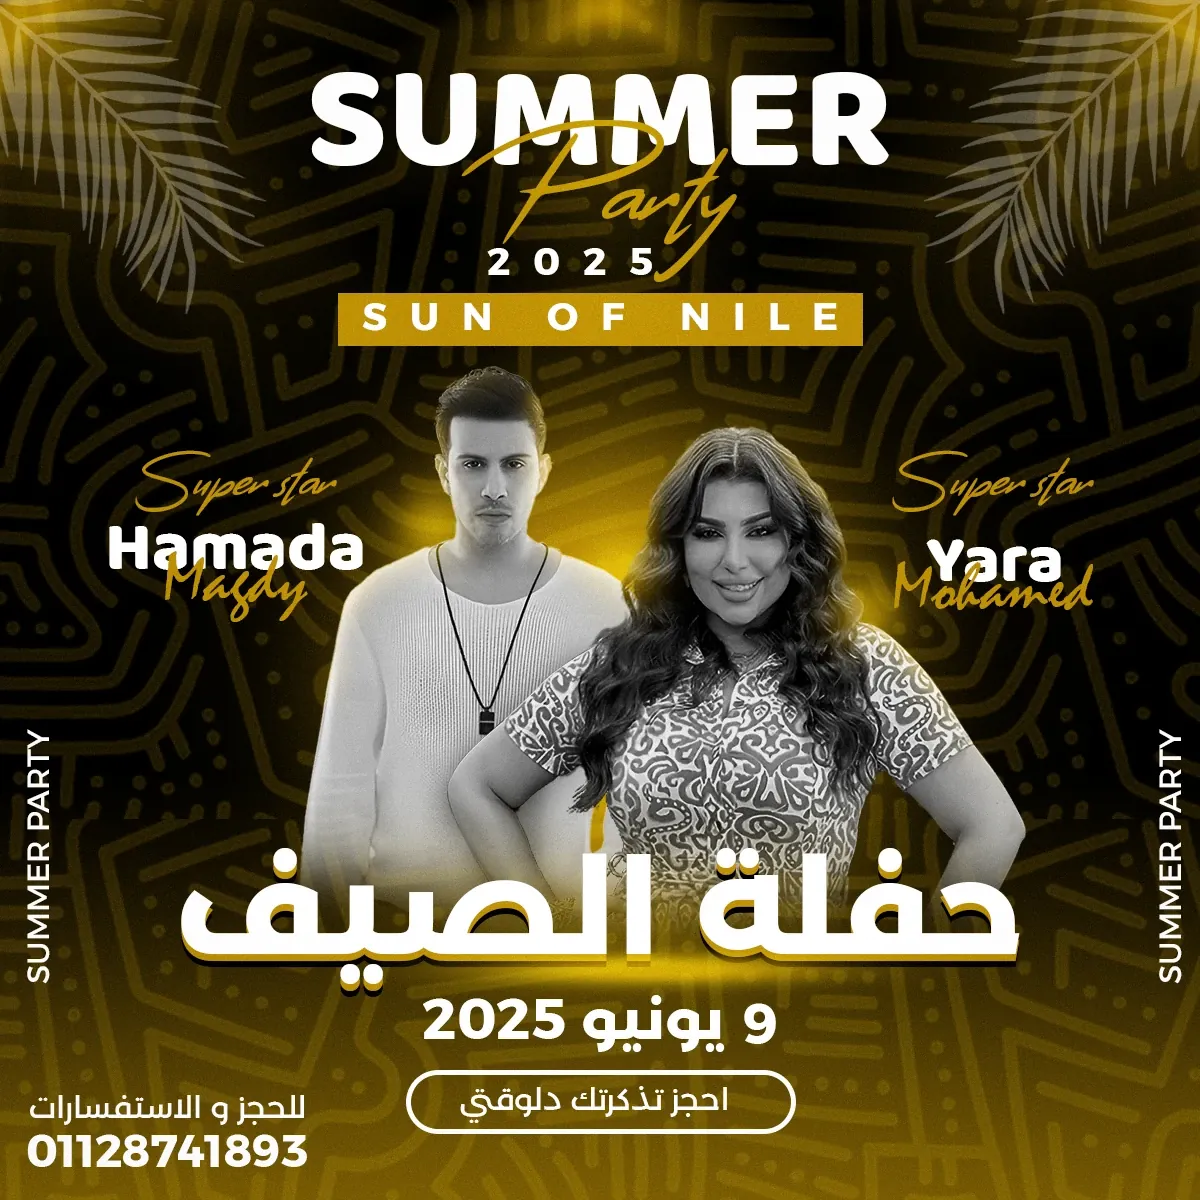 SUMMER
Party
2025
SUN OF NILE
Super star
Hamada
Magdy
Super star
Yara
Mohamed
SUMMER PARTY
SUMMER PARTY
حفلة الصيف
9 يونيو 2025
احجز تذكرتك دلوقتي
للحجز و الاستفسارات
01128741893